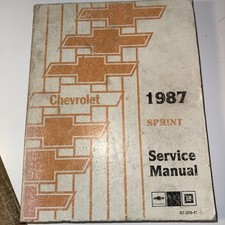 Chevrolet
1987
SPRINT
Service
Manual